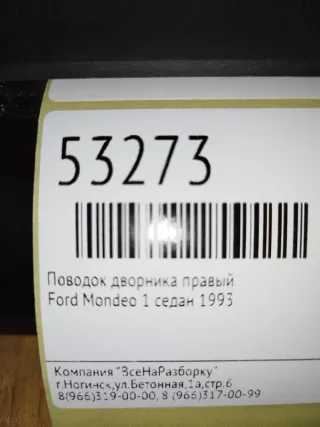 53273
Поводок дворника правый
Ford Mondeo 1 седан 1993
Компания "ВсеНаРазборку"
г.Ногинск,ул.Бетонная,1а,стр.6
8(966)319-00-00, 8 (966)317-00-99